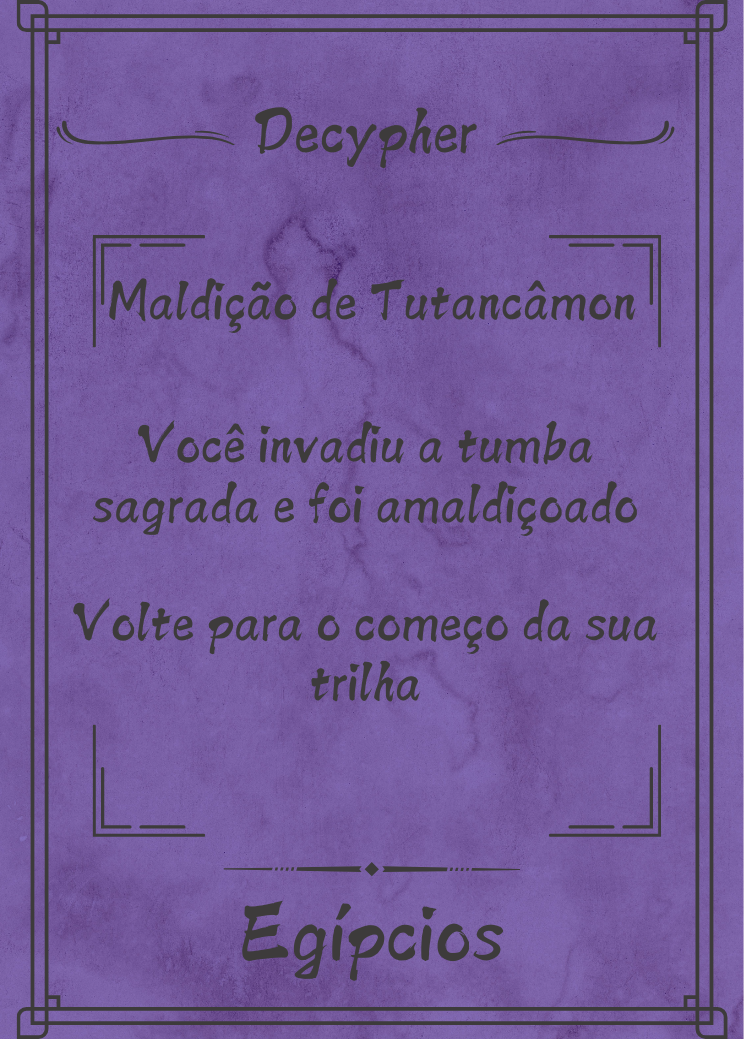 Decypher
Maldição de Tutancâmon
Você invadiu a tumba
sagrada e foi amaldiçoado
Volte para o começo da sua
trilha
Egípcios